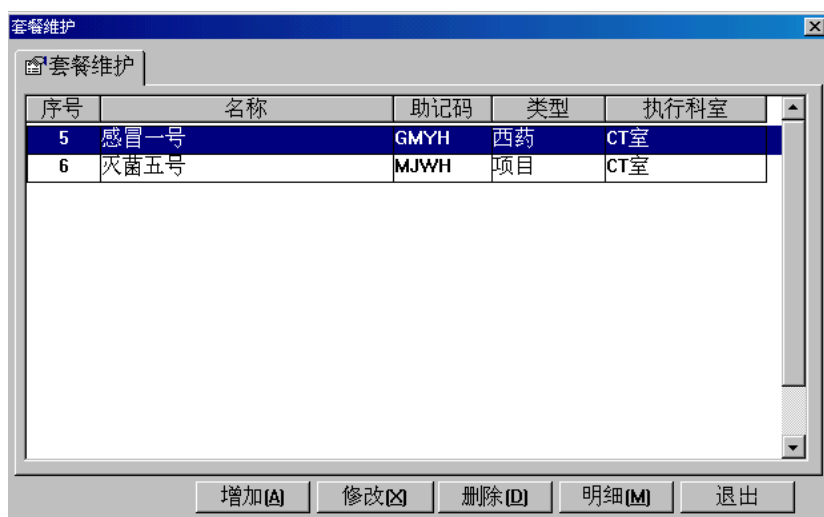 套餐维护
套餐维护
序号 名称 助记码 类型 执行科室
5 感冒一号 GMYH 西药 CT室
6 灭菌五号 MJWH 项目 CT室
增加(A) 修改(X) 删除(D) 明细(M) 退出